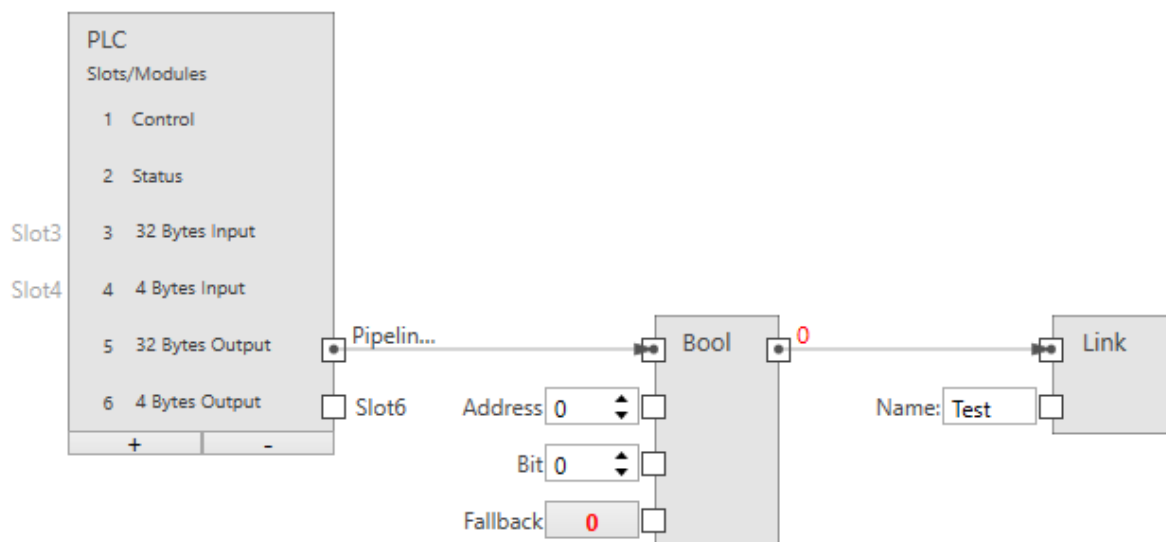 PLC
Slots/Modules
1 Control
2 Status
Slot3 3 32 Bytes Input
Slot4 4 4 Bytes Input
5 32 Bytes Output Pipelin... Bool 0 Link
6 4 Bytes Output Slot6 Address 0 Name: Test
+ -
Bit 0
Fallback 0